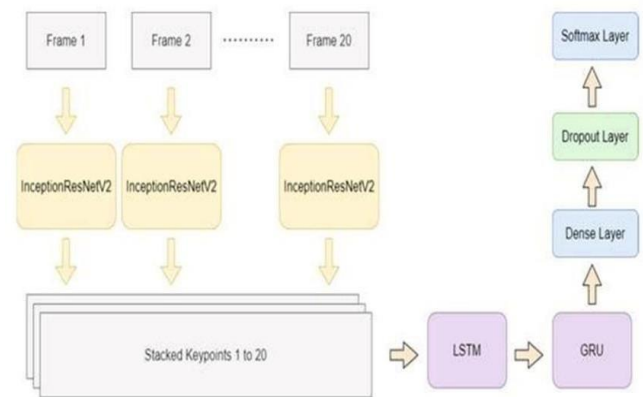 Frame 1
Frame 2
Frame 20
Softmax Layer
Dropout Layer
InceptionResNetV2
InceptionResNetV2
InceptionResNetV2
Dense Layer
Stacked Keypoints 1 to 20
LSTM
GRU